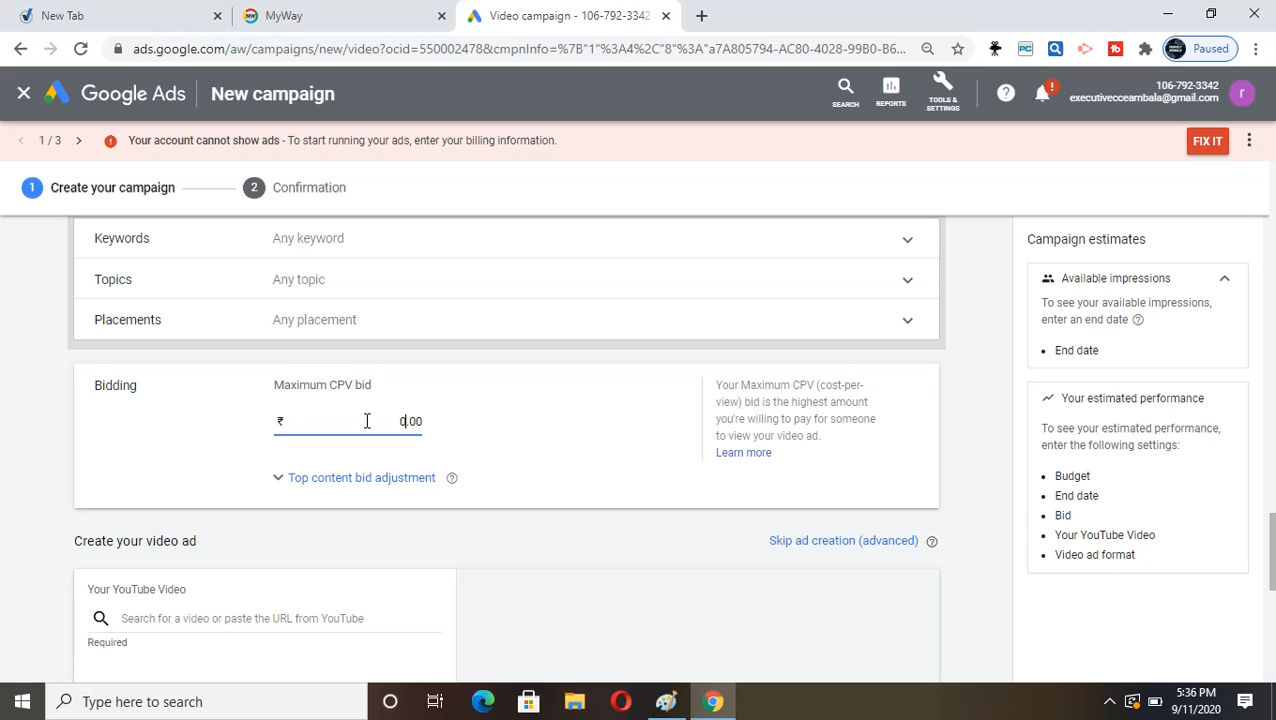 New Tab
MyWay
Video campaign - 106-792-3342
ads.google.com/aw/campaigns/new/video?ocid=550002478&cmpnInfo=%7B"1"%3A4%2C"8"%3A"a7A805794-AC80-4028-99B0-B6...
Paused
Google Ads
New campaign
SEARCH
REPORTS
TOOLS & SETTINGS
106-792-3342
executivecceambala@gmail.com
1 / 3
Your account cannot show ads - To start running your ads, enter your billing information.
FIX IT
1 Create your campaign
2 Confirmation
Keywords Any keyword
Topics Any topic
Placements Any placement
Bidding
Maximum CPV bid
₹ 0.00
Top content bid adjustment
Your Maximum CPV (cost-
per-view) bid is the highest amount
you're willing to pay for someone
to view your video ad.
Learn more
Create your video ad
Skip ad creation (advanced)
Your YouTube Video
Search for a video or paste the URL from YouTube
Required
Campaign estimates
Available impressions
To see your available impressions,
enter an end date
• End date
Your estimated performance
To see your estimated performance,
enter the following settings:
• Budget
• End date
• Bid
• Your YouTube Video
• Video ad format
Type here to search
5:36 PM
9/11/2020